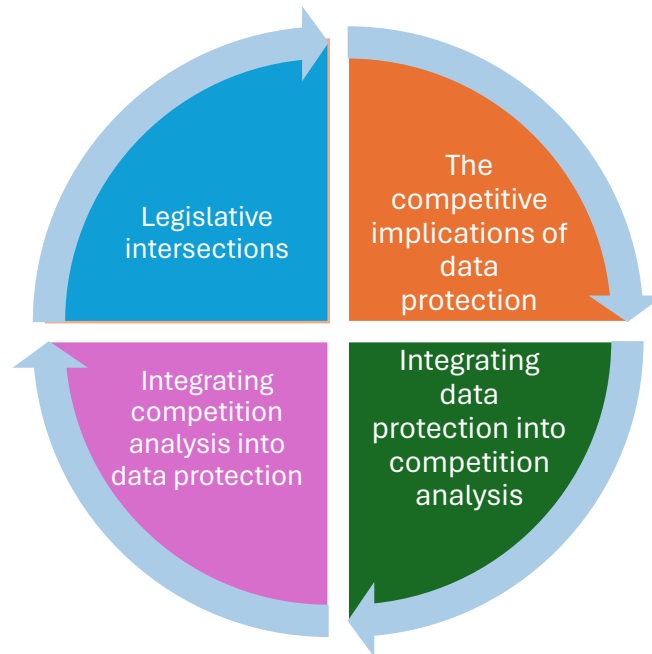 Legislative
intersections
The
competitive
implications of
data
protection
Integrating
competition
analysis into
data protection
Integrating
data
protection into
competition
analysis